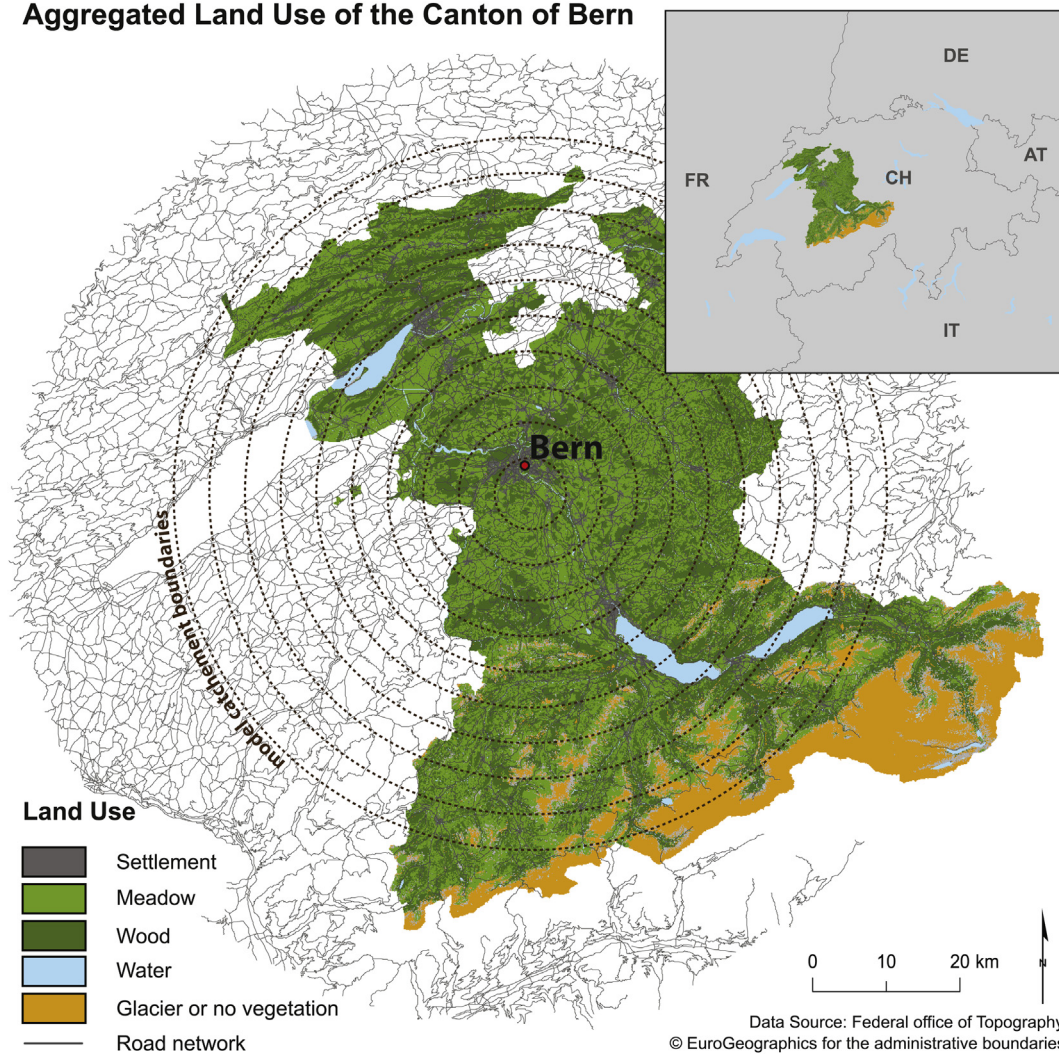 Aggregated Land Use of the Canton of Bern
DE
AT
FR
CH
IT
Bern
model catchement boundaries
Land Use
Settlement
Meadow
Wood
Water
Glacier or no vegetation
Road network
0 10 20 km
N
Data Source: Federal office of Topography
© EuroGeographics for the administrative boundaries